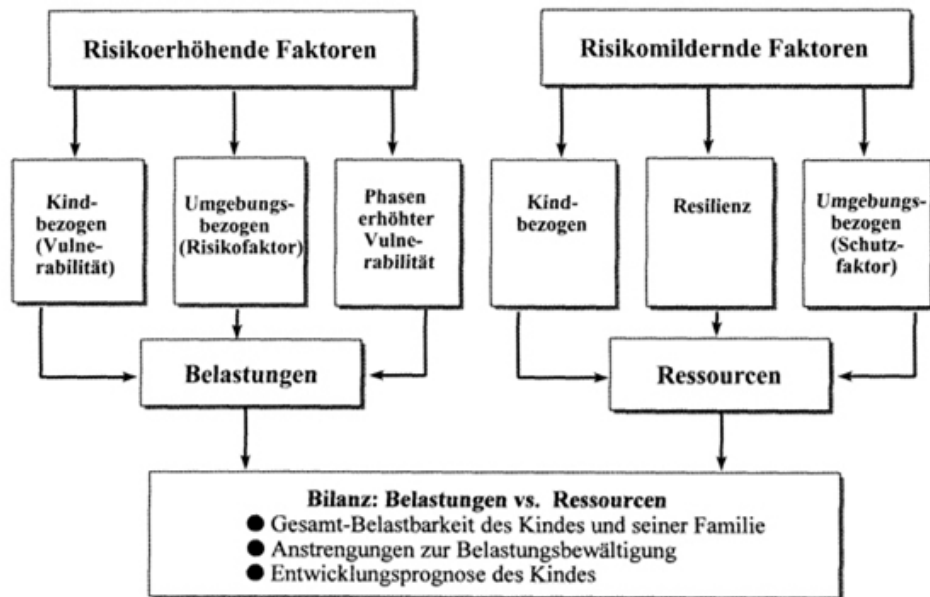 Risikoerhöhende Faktoren
Risikomildernde Faktoren
Kind-
bezogen
(Vulne-
rabilität)
Umgebungs-
bezogen
(Risikofaktor)
Phasen
erhöhter
Vulne-
rabilität
Kind-
bezogen
Resilienz
Umgebungs-
bezogen
(Schutz-
faktor)
Belastungen
Ressourcen
Bilanz: Belastungen vs. Ressourcen
● Gesamt-Belastbarkeit des Kindes und seiner Familie
● Anstrengungen zur Belastungsbewältigung
● Entwicklungsprognose des Kindes